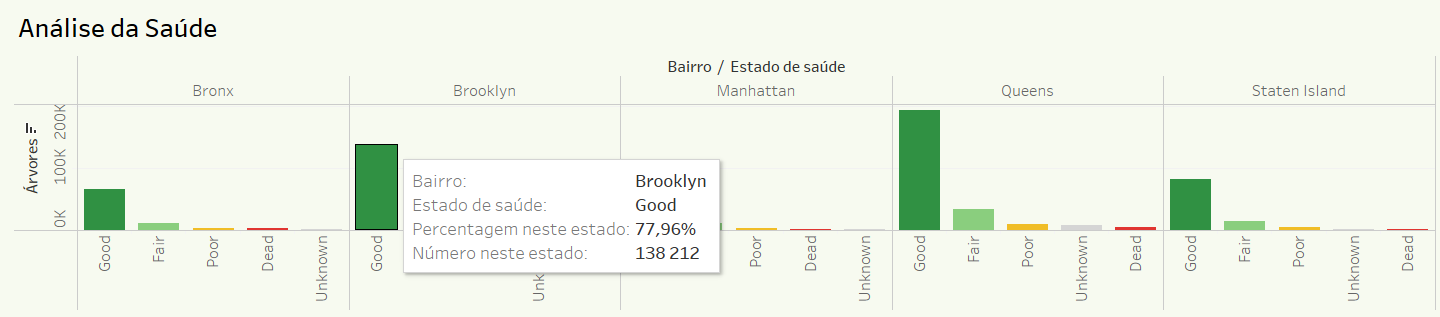 Análise da Saúde
Bairro / Estado de saúde
Bronx Brooklyn Manhattan Queens Staten Island
Árvores
200K
100K
0K
Bairro: Brooklyn
Estado de saúde: Good
Percentagem neste estado: 77,96%
Número neste estado: 138 212
Good Fair Poor Dead Unknown Good Unk Poor Dead Unknown Good Fair Poor Unknown Dead Good Fair Poor Unknown Dead